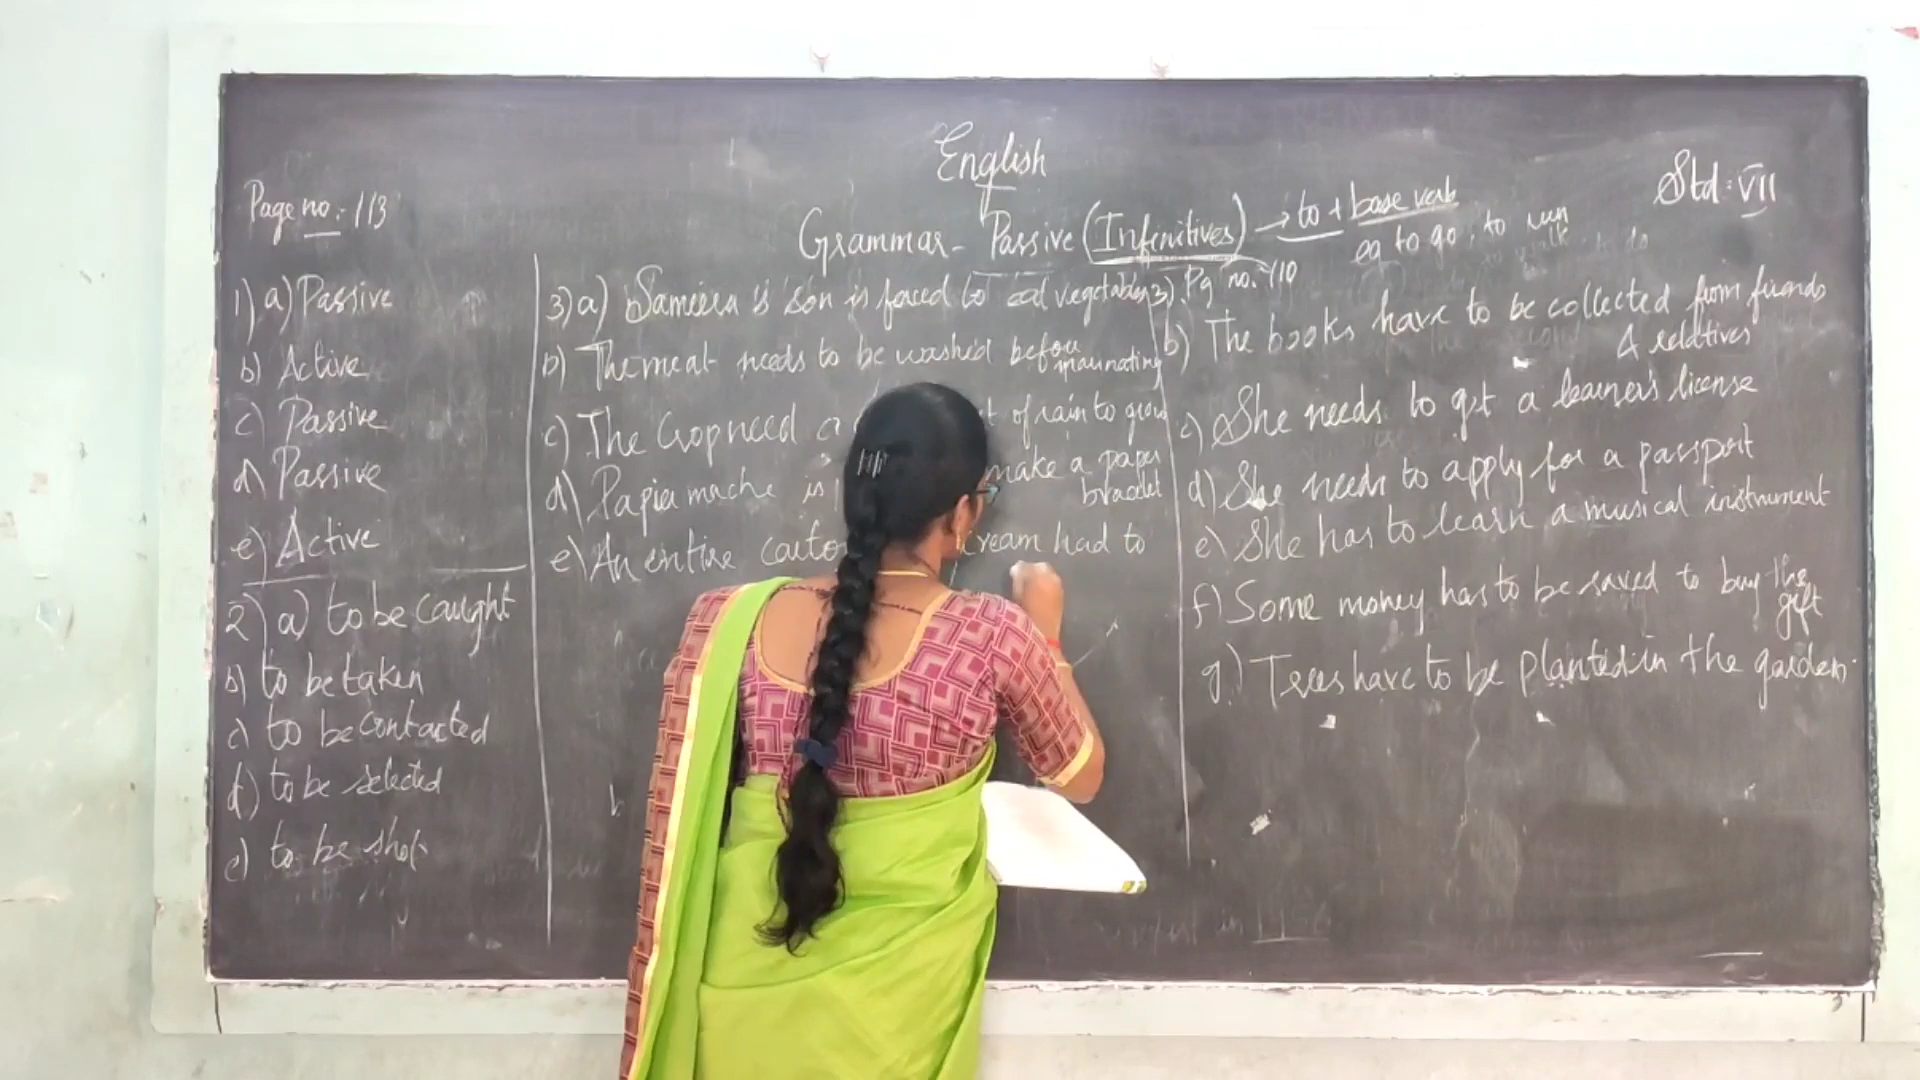 English
Std: VII
Page no:- 113
Grammar - Passive (Infinitives) → to + base verb
eg to go, to run
to walk to do
1) a) Passive
b) Active
c) Passive
d) Passive
e) Active
2) a) to be caught
b) to be taken
c) to be contacted
d) to be selected
e) to be
3) a) Sameera's son is forced to eat vegetables
b) The meat needs to be washed before
c) The Crop need a of rain to grow
d) Papier mache is make a paper
bracelet
e) An entire cream had to
3). Pg no:- 110
b) The books have to be collected from friends
& relatives
c) She needs to get a learner's license
d) She needs to apply for a passport
e) She has to learn a musical instrument
f) Some money has to be saved to buy the
gift
g) Trees have to be planted in the garden.